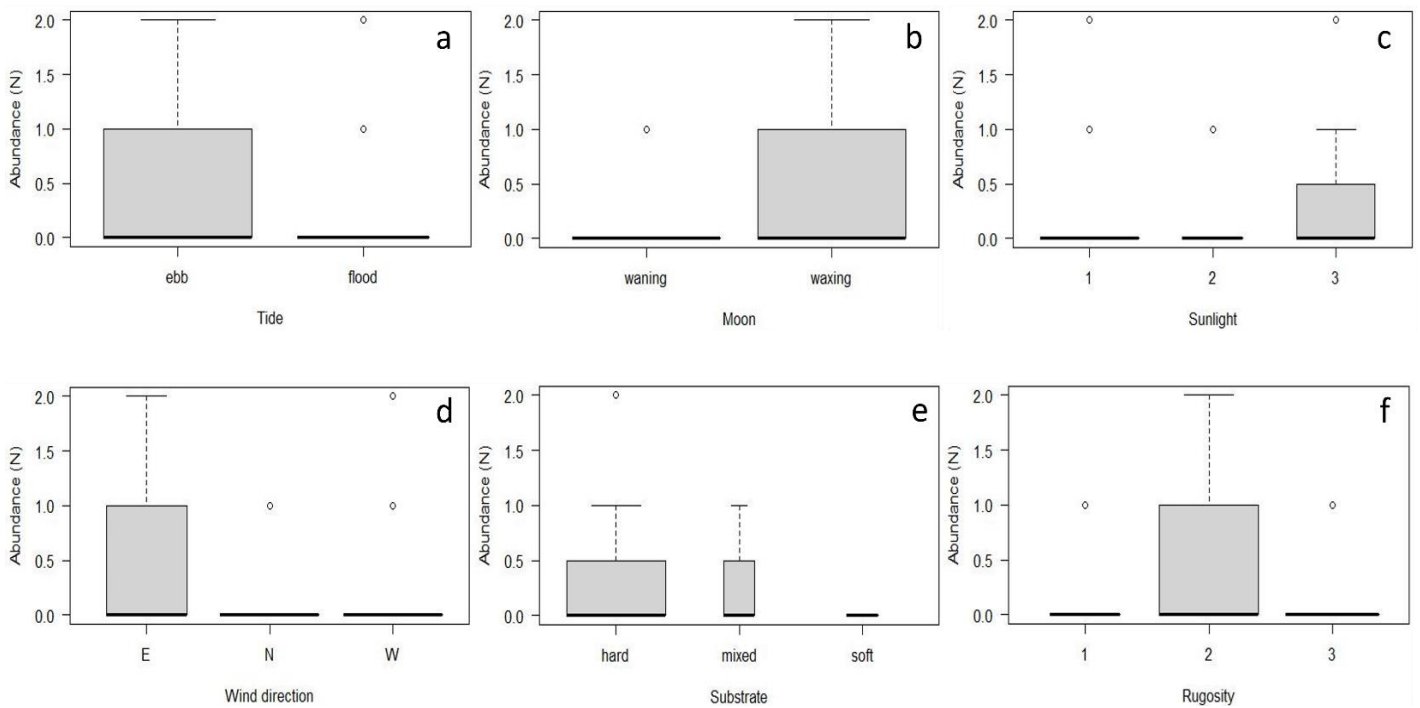 a
Abundance (N)
2.0
1.5
1.0
0.5
0.0
ebb
flood
Tide
b
Abundance (N)
2.0
1.5
1.0
0.5
0.0
waning
waxing
Moon
c
Abundance (N)
2.0
1.5
1.0
0.5
0.0
1
2
3
Sunlight
d
Abundance (N)
2.0
1.5
1.0
0.5
0.0
E
N
W
Wind direction
e
Abundance (N)
2.0
1.5
1.0
0.5
0.0
hard
mixed
soft
Substrate
f
Abundance (N)
2.0
1.5
1.0
0.5
0.0
1
2
3
Rugosity